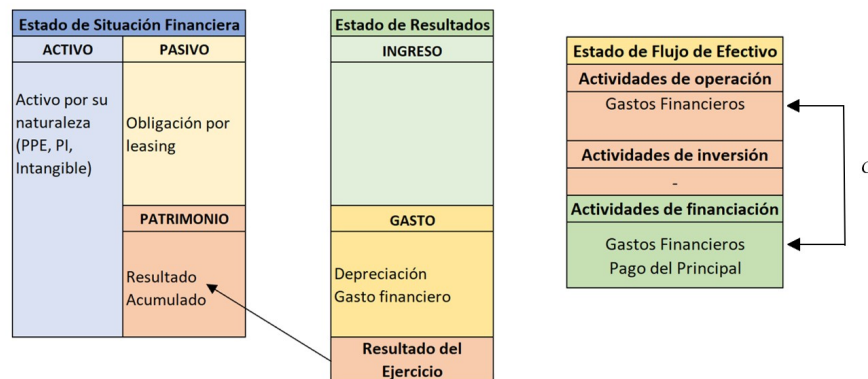 Estado de Situación Financiera
ACTIVO
PASIVO
Activo por su
naturaleza
(PPE, PI,
Intangible)
Obligación por
leasing
PATRIMONIO
Resultado
Acumulado
Estado de Resultados
INGRESO
GASTO
Depreciación
Gasto financiero
Resultado del
Ejercicio
Estado de Flujo de Efectivo
Actividades de operación
Gastos Financieros
Actividades de inversión
-
Actividades de financiación
Gastos Financieros
Pago del Principal